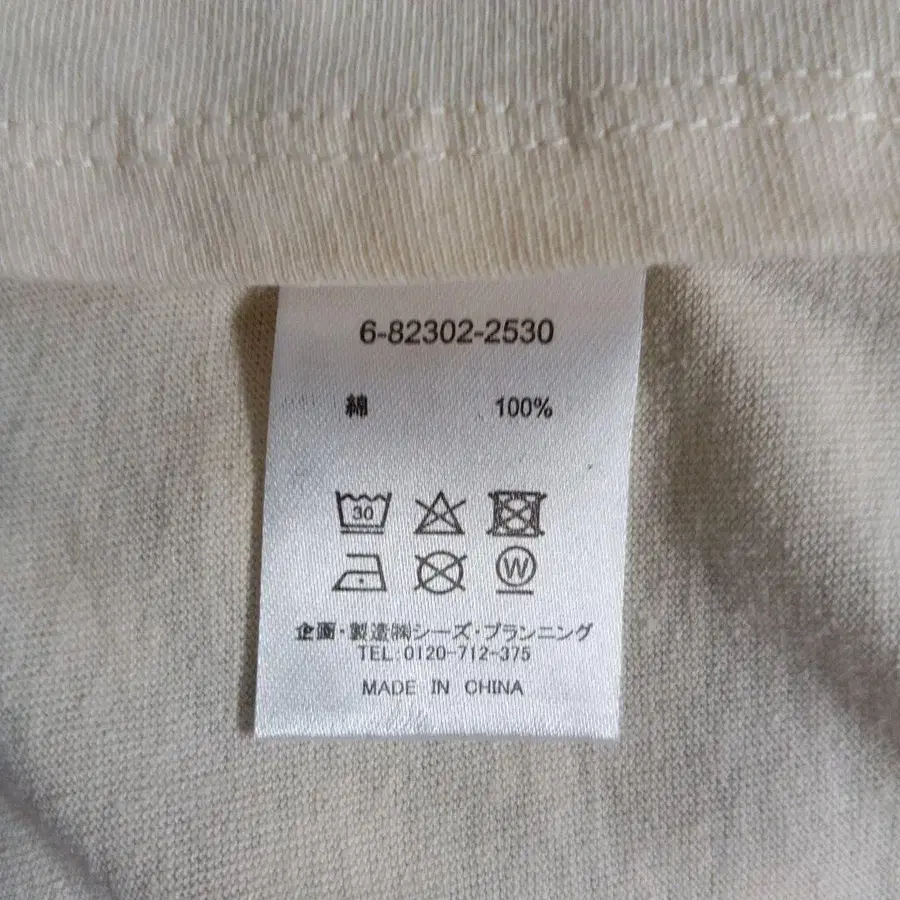 6-82302-2530
綿 100%
30
W
企画・製造㈱シーズ・プランニング
TEL:0120-712-375
MADE IN CHINA